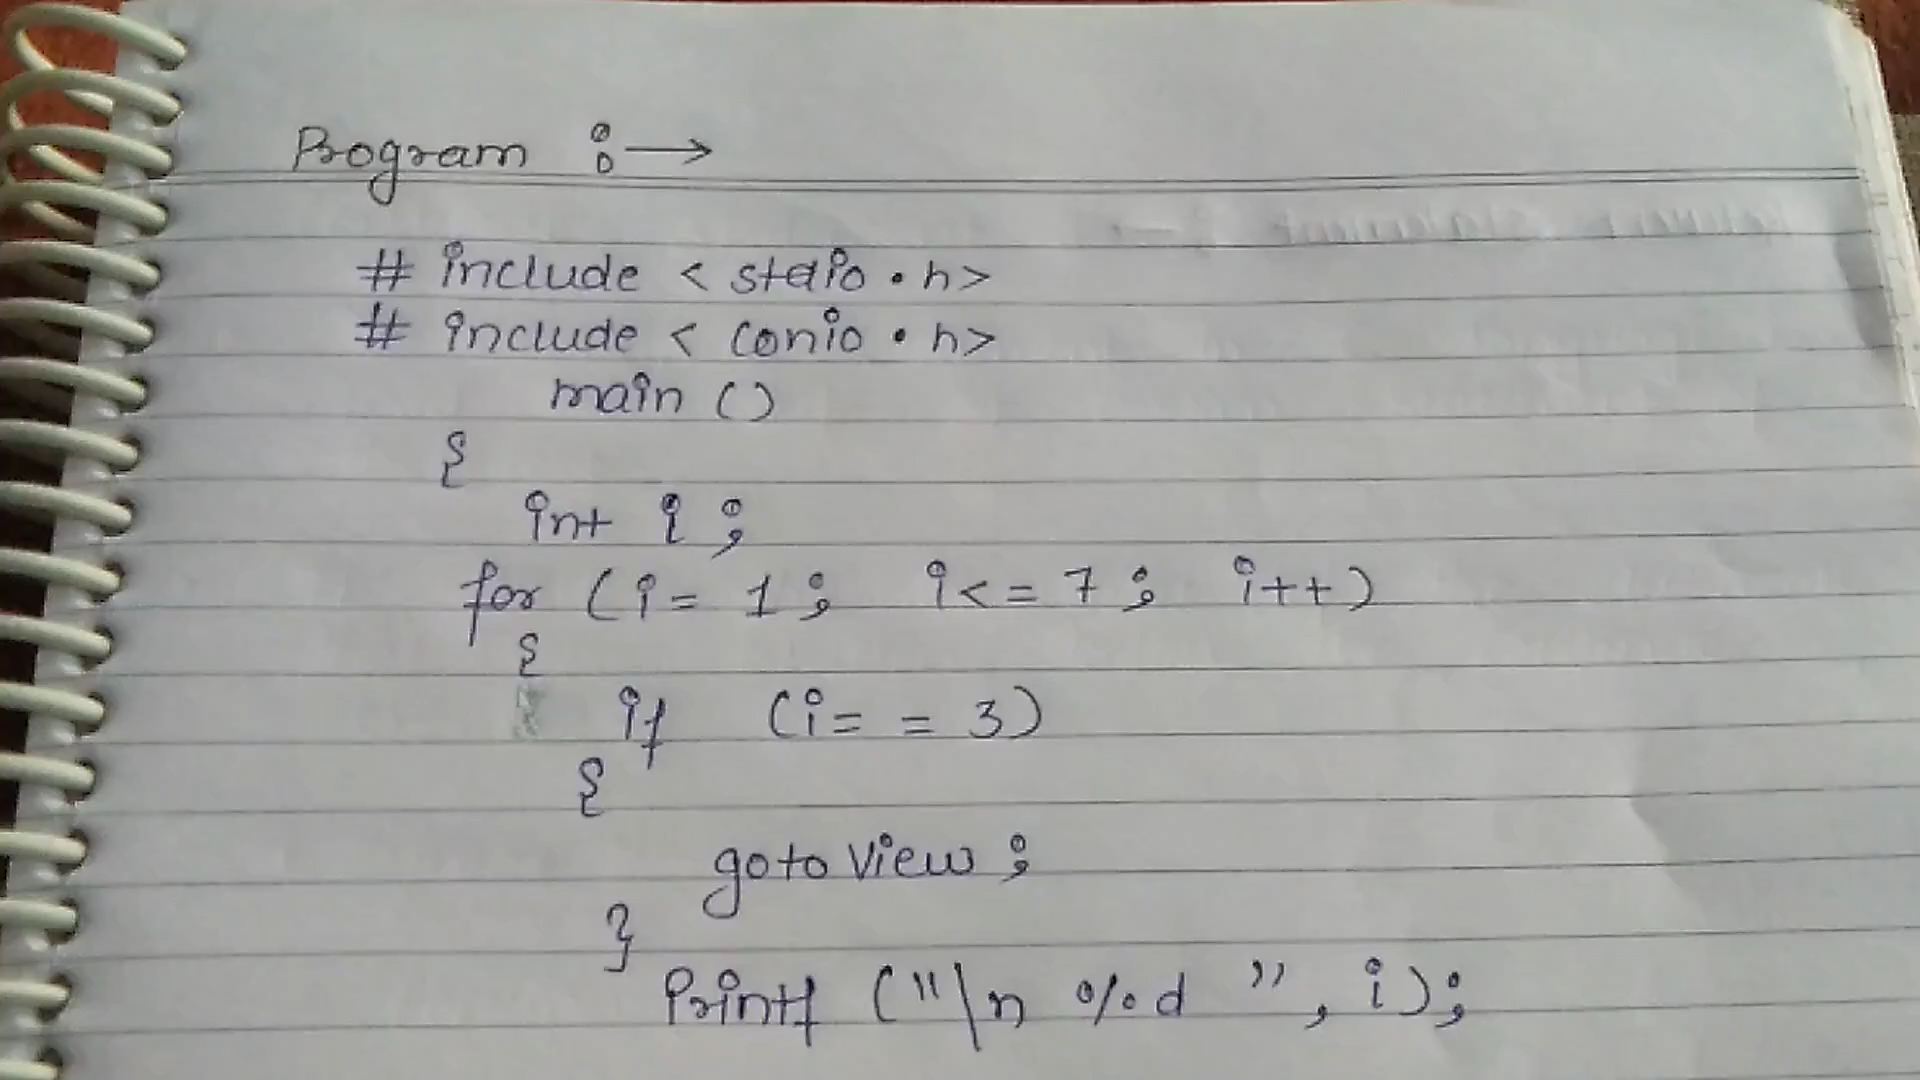 Program :→
# include < stdio . h>
# include < conio . h>
main ()
{
int i ;
for (i= 1 ; i<= 7 ; i++)
{
if (i= = 3)
{
goto view ;
}
Printf ("\n %d ", i);